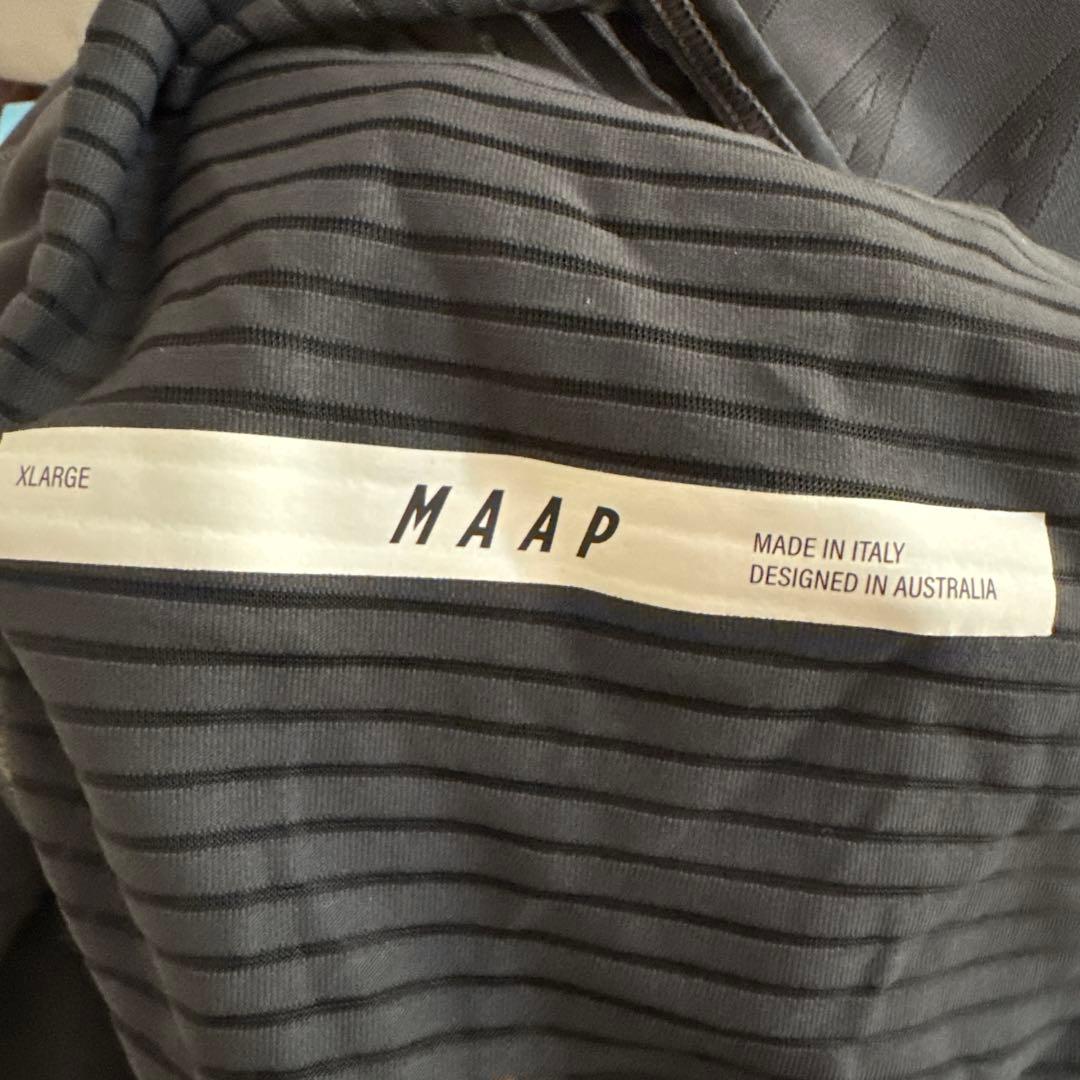 XLARGE
MAAP
MADE IN ITALY
DESIGNED IN AUSTRALIA